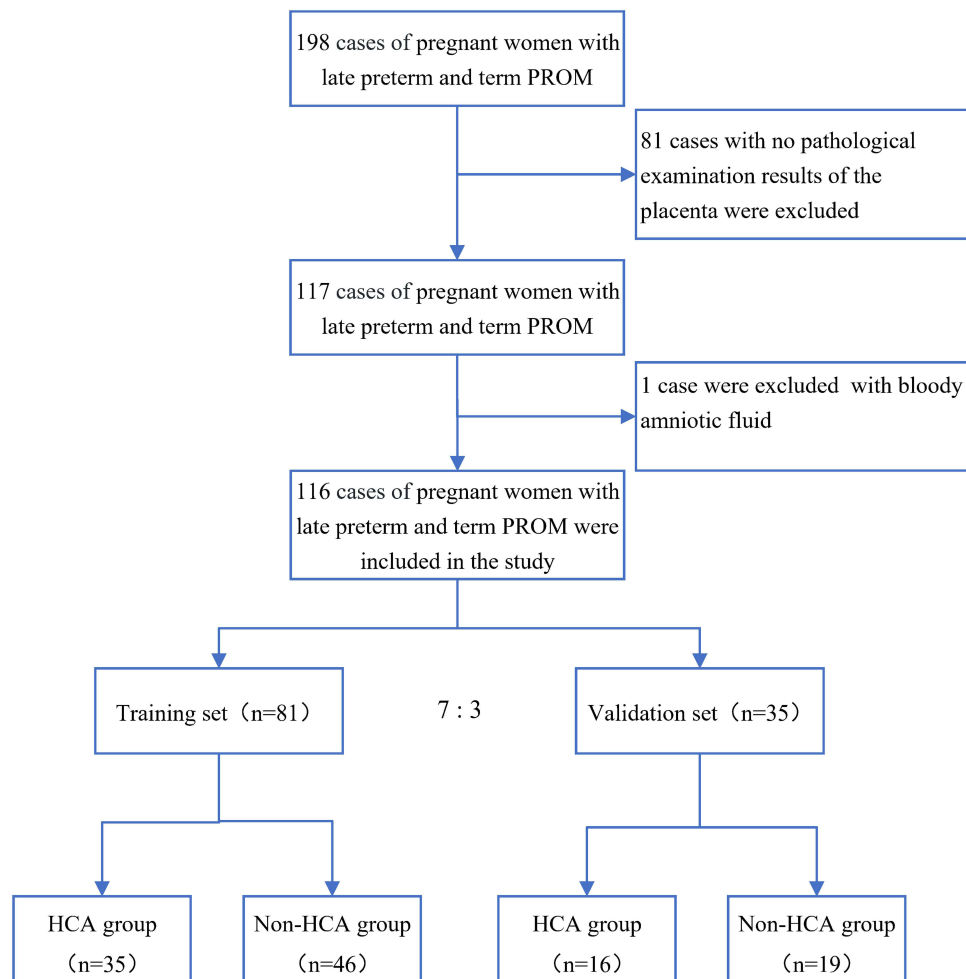 198 cases of pregnant women with
late preterm and term PROM
81 cases with no pathological
examination results of the
placenta were excluded
117 cases of pregnant women with
late preterm and term PROM
1 case were excluded  with bloody
amniotic fluid
116 cases of pregnant women with
late preterm and term PROM were
included in the study
Training set（n=81）
7 : 3
Validation set（n=35）
HCA group
（n=35）
Non-HCA group
（n=46）
HCA group
（n=16）
Non-HCA group
（n=19）